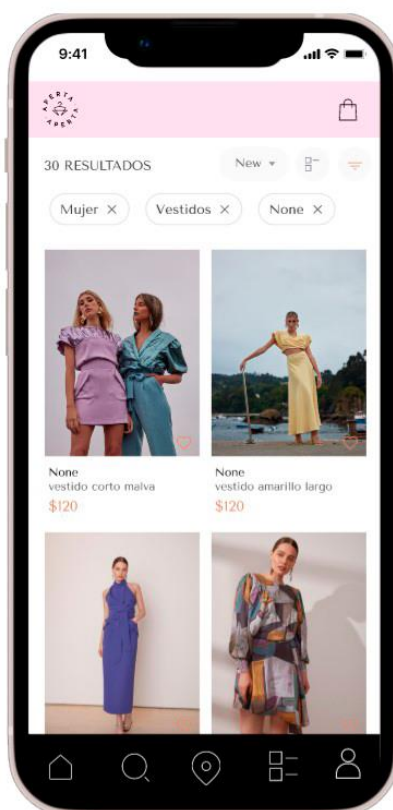 9:41
APERTA
APERTA
30 RESULTADOS
New
Mujer ×
Vestidos ×
None ×
None
vestido corto malva
$120
None
vestido amarillo largo
$120